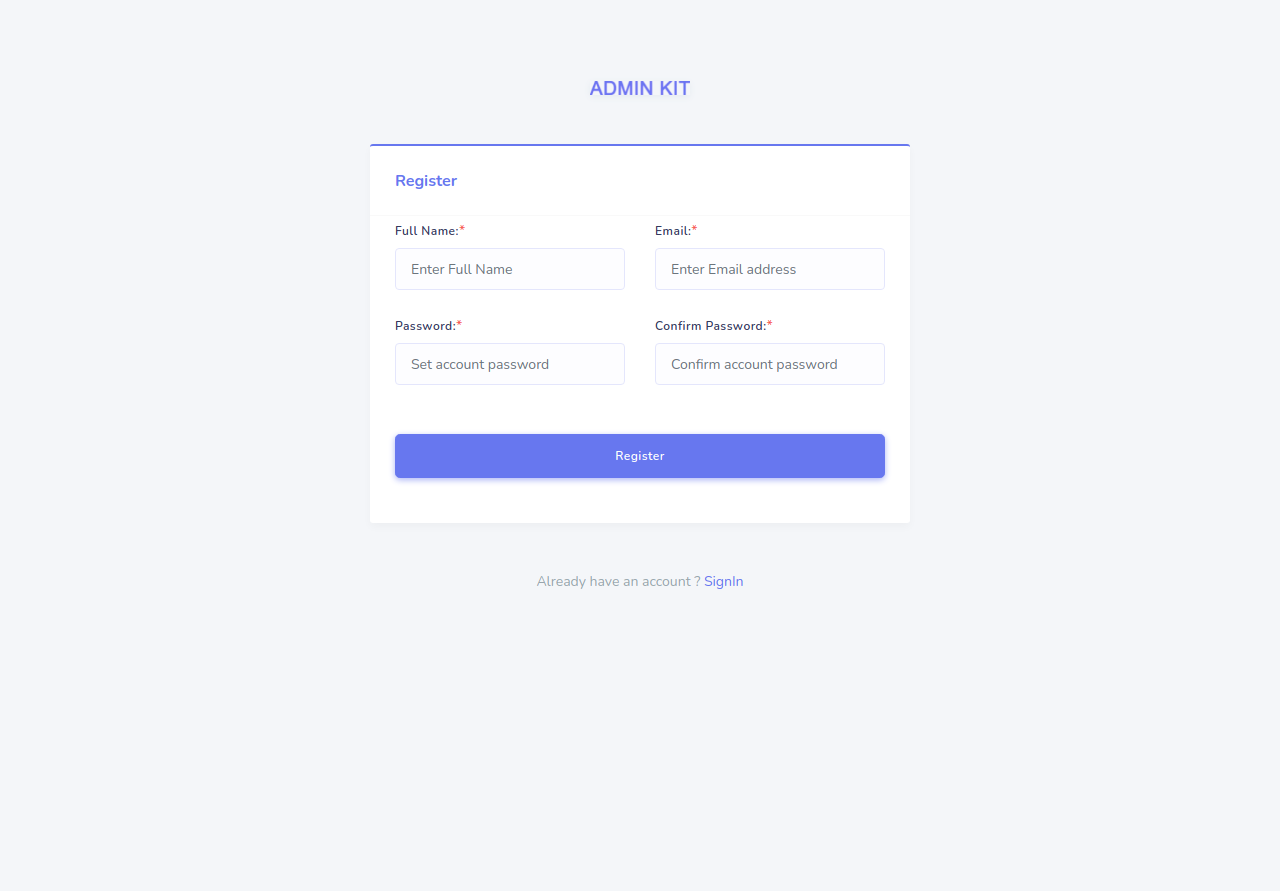 ADMIN KIT
Register
Full Name:* Email:*
Enter Full Name Enter Email address
Password:* Confirm Password:*
Set account password Confirm account password
Register
Already have an account ? SignIn